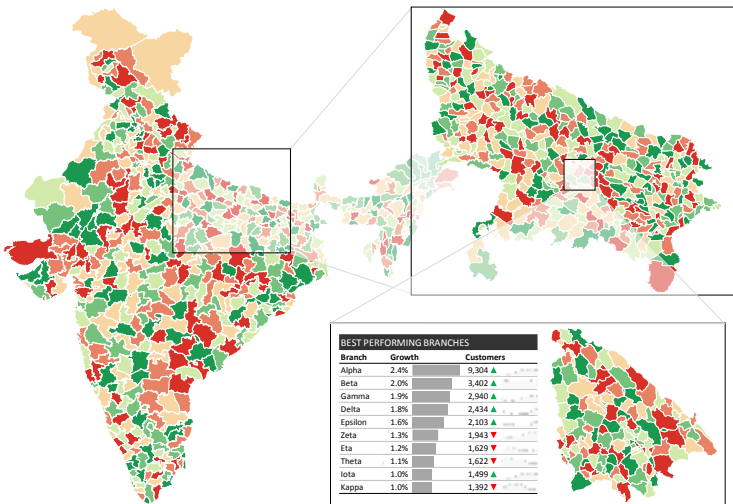 BEST PERFORMING BRANCHES
Branch Growth Customers
Alpha 2.4% 9,304 ▲
Beta 2.0% 3,402 ▲
Gamma 1.9% 2,940 ▲
Delta 1.8% 2,434 ▲
Epsilon 1.6% 2,103 ▲
Zeta 1.3% 1,943 ▼
Eta 1.2% 1,629 ▼
Theta 1.1% 1,622 ▼
Iota 1.0% 1,499 ▲
Kappa 1.0% 1,392 ▼